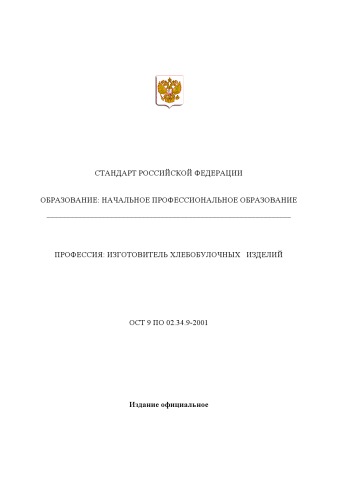 СТАНДАРТ РОССИЙСКОЙ ФЕДЕРАЦИИ
ОБРАЗОВАНИЕ: НАЧАЛЬНОЕ ПРОФЕССИОНАЛЬНОЕ ОБРАЗОВАНИЕ
ПРОФЕССИЯ: ИЗГОТОВИТЕЛЬ ХЛЕБОБУЛОЧНЫХ ИЗДЕЛИЙ
ОСТ 9 ПО 02.34.9-2001
Издание официальное